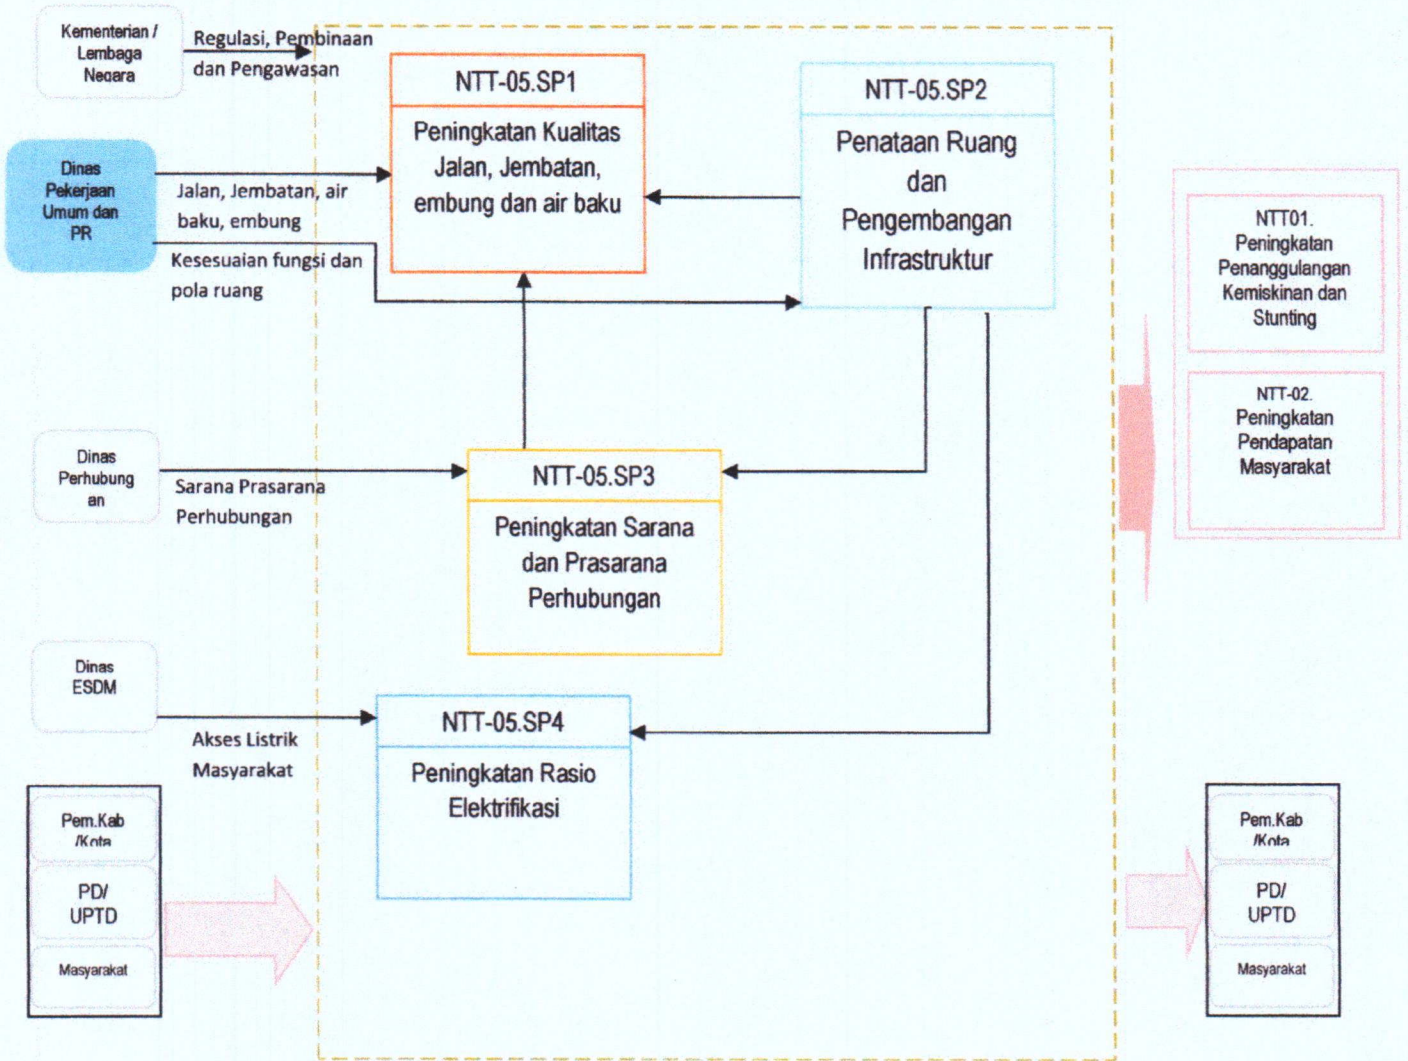 Kementerian /
Lembaga
Negara
Regulasi, Pembinaan
dan Pengawasan
NTT-05.SP1
Peningkatan Kualitas
Jalan, Jembatan,
embung dan air baku
NTT-05.SP2
Penataan Ruang
dan
Pengembangan
Infrastruktur
Dinas
Pekerjaan
Umum dan
PR
Jalan, Jembatan, air
baku, embung
Kesesuaian fungsi dan
pola ruang
NTT01.
Peningkatan
Penanggulangan
Kemiskinan dan
Stunting
NTT-02.
Peningkatan
Pendapatan
Masyarakat
Dinas
Perhubung
an
Sarana Prasarana
Perhubungan
NTT-05.SP3
Peningkatan Sarana
dan Prasarana
Perhubungan
Dinas
ESDM
Akses Listrik
Masyarakat
NTT-05.SP4
Peningkatan Rasio
Elektrifikasi
Pem.Kab
/Kota
PD/
UPTD
Masyarakat
Pem.Kab
/Kota
PD/
UPTD
Masyarakat